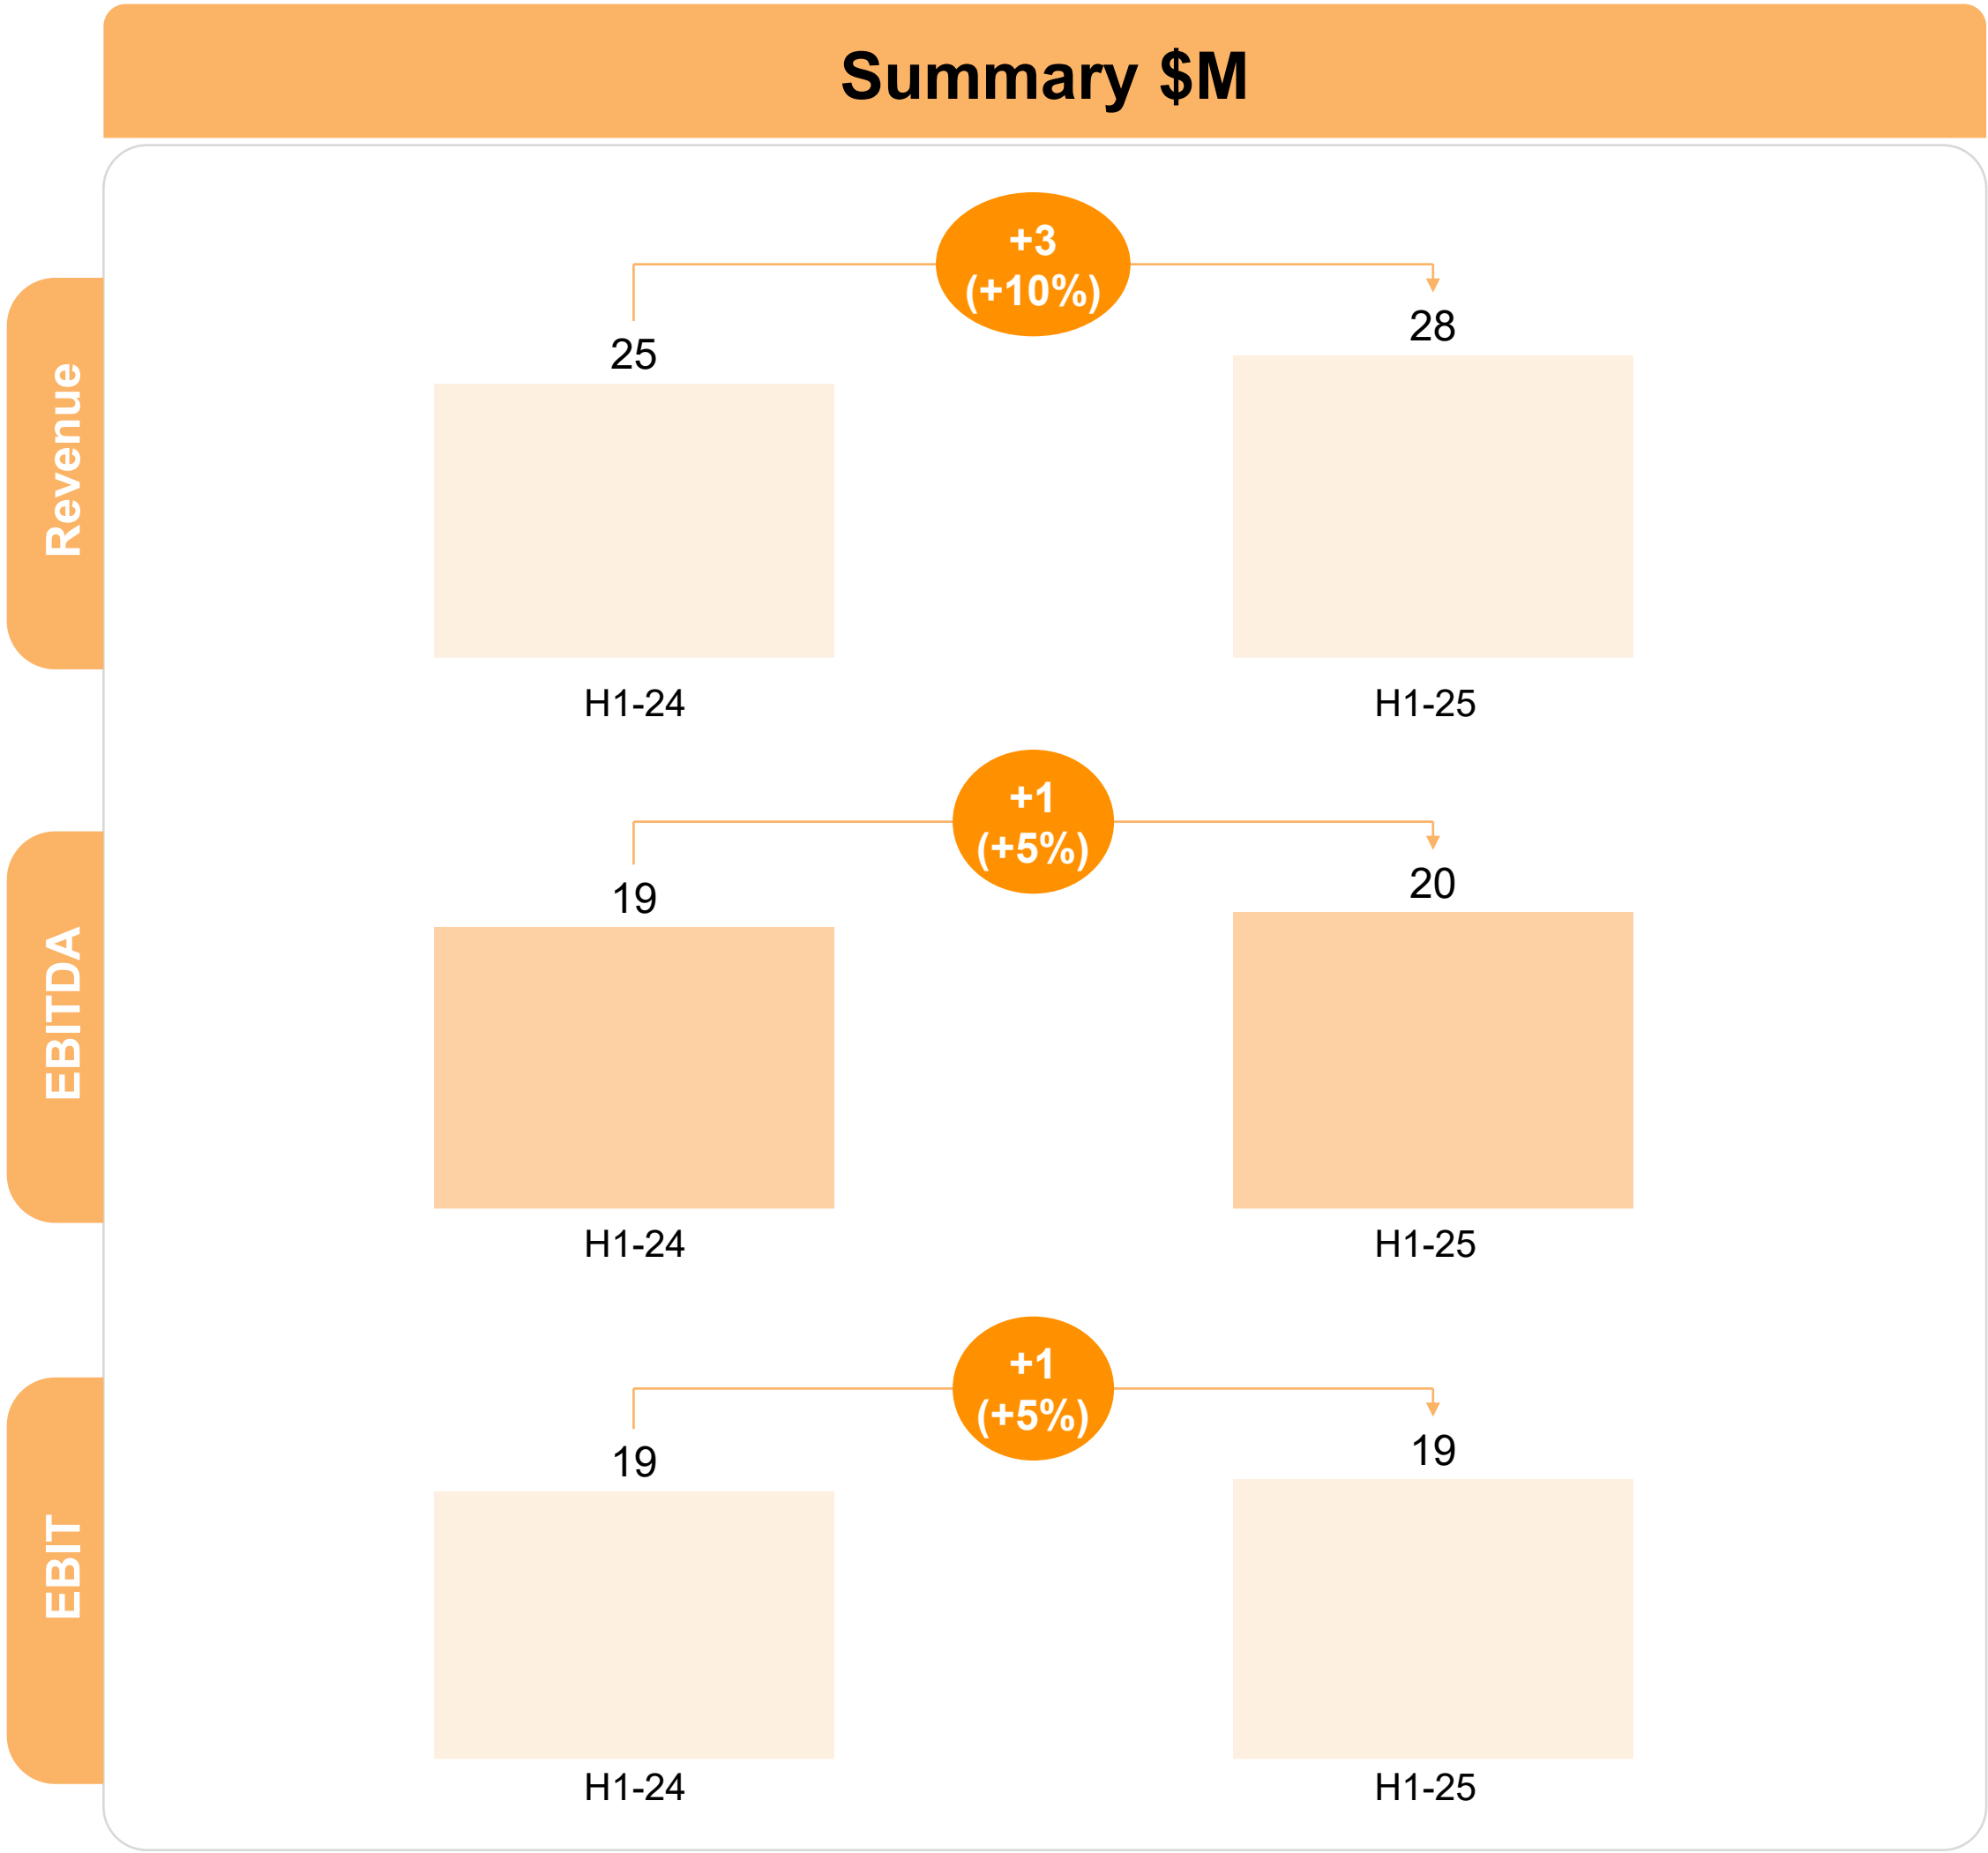 Summary $M
Revenue
+3
(+10%)
25
28
H1-24
H1-25
EBITDA
+1
(+5%)
19
20
H1-24
H1-25
EBIT
+1
(+5%)
19
19
H1-24
H1-25